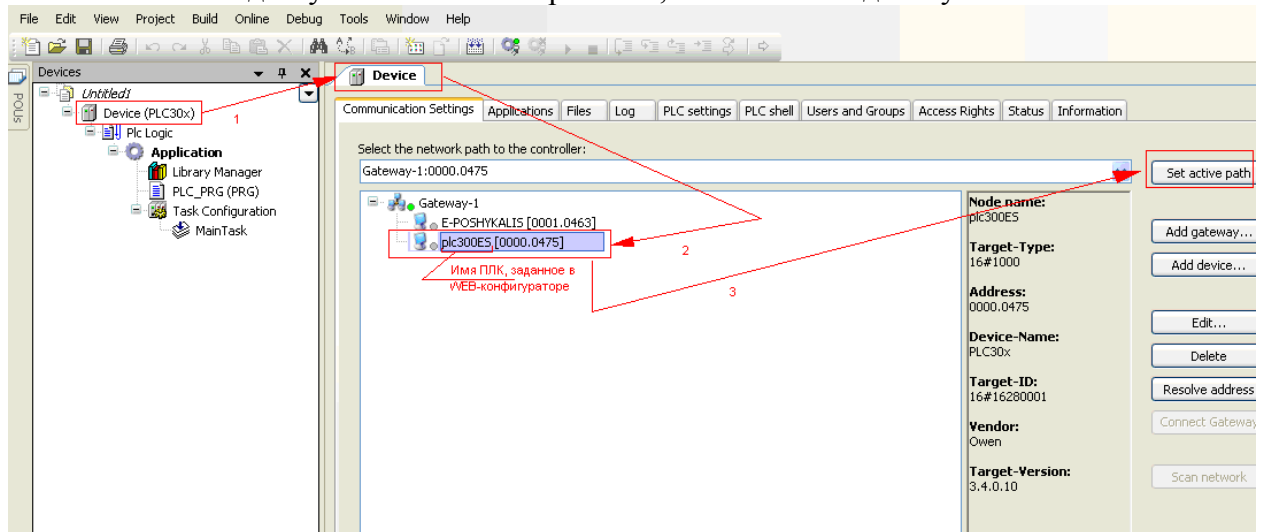 File Edit View Project Build Online Debug Tools Window Help
Devices
POUs
Untitled1
Device (PLC30x)
1
Plc Logic
Application
Library Manager
PLC_PRG (PRG)
Task Configuration
MainTask
Device
Communication Settings Applications Files Log PLC settings PLC shell Users and Groups Access Rights Status Information
Select the network path to the controller:
Gateway-1:0000.0475
Set active path
Gateway-1
E-POSHYKALIS [0001.0463]
plc300ES [0000.0475]
2
Имя ПЛК, заданное в
WEB-конфигураторе
3
Node name:
plc300ES
Target-Type:
16#1000
Address:
0000.0475
Device-Name:
PLC30x
Target-ID:
16#16280001
Vendor:
Owen
Target-Version:
3.4.0.10
Add gateway...
Add device...
Edit...
Delete
Resolve address
Connect Gateway
Scan network